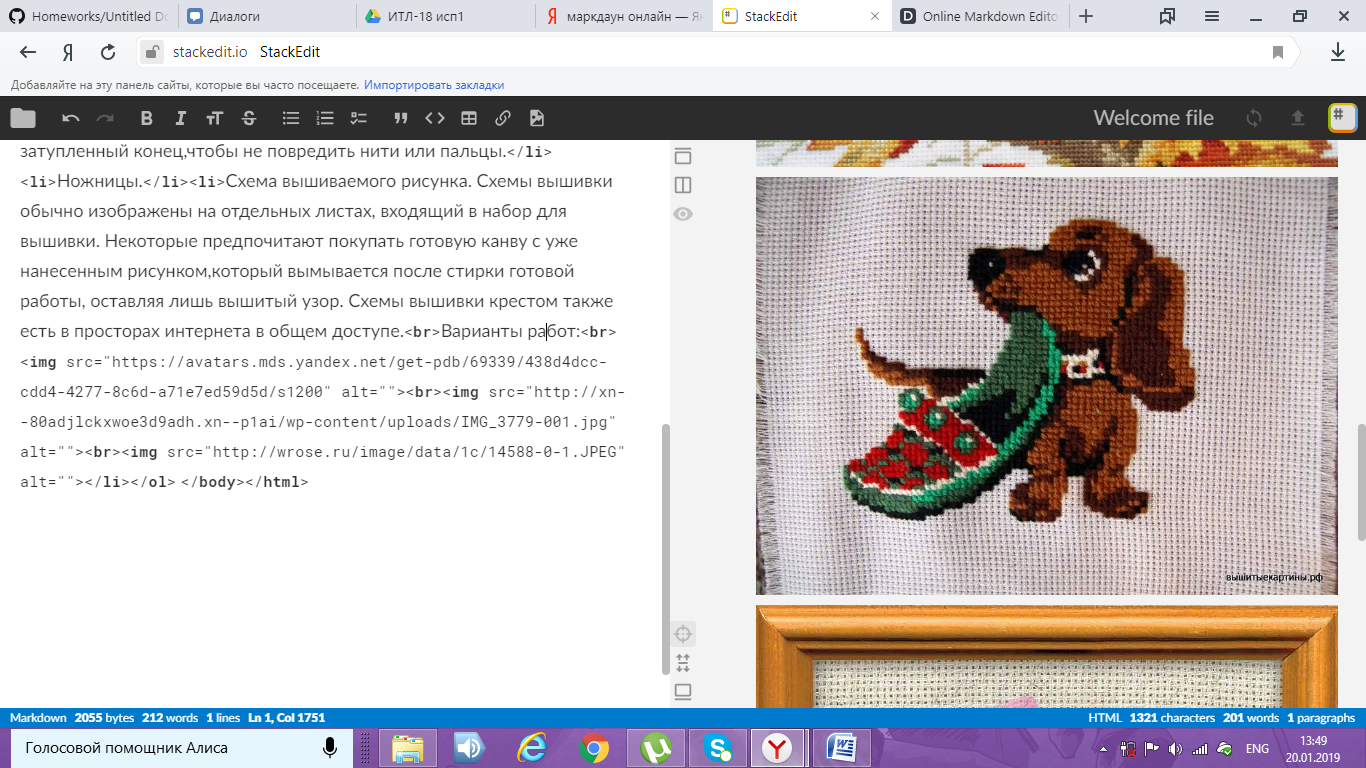 Homeworks/Untitled Do
Диалоги
ИТЛ-18 исп1
маркдаун онлайн — Ян
StackEdit
Online Markdown Edito
stackedit.io StackEdit
Добавляйте на эту панель сайты, которые вы часто посещаете. Импортировать закладки
Welcome file
затупленный конец,чтобы не повредить нити или пальцы.</li>
<li>Ножницы.</li><li>Схема вышиваемого рисунка. Схемы вышивки
обычно изображены на отдельных листах, входящий в набор для
вышивки. Некоторые предпочитают покупать готовую канву с уже
нанесенным рисунком,который вымывается после стирки готовой
работы, оставляя лишь вышитый узор. Схемы вышивки крестом также
есть в просторах интернета в общем доступе.<br>Варианты работ:<br>
<img src="https://avatars.mds.yandex.net/get-pdb/69339/438d4dcc-
cdd4-4277-8c6d-a71e7ed59d5d/s1200" alt=""><br><img src="http://xn-
-80adjlckxwoe3d9adh.xn--p1ai/wp-content/uploads/IMG_3779-001.jpg"
alt=""><br><img src="http://wrose.ru/image/data/1c/14588-0-1.JPEG"
alt=""></li></ol> </body></html>
вышитыекартины.рф
Markdown 2055 bytes 212 words 1 lines Ln 1, Col 1751
HTML 1321 characters 201 words 1 paragraphs
Голосовой помощник Алиса
ENG
13:49
20.01.2019